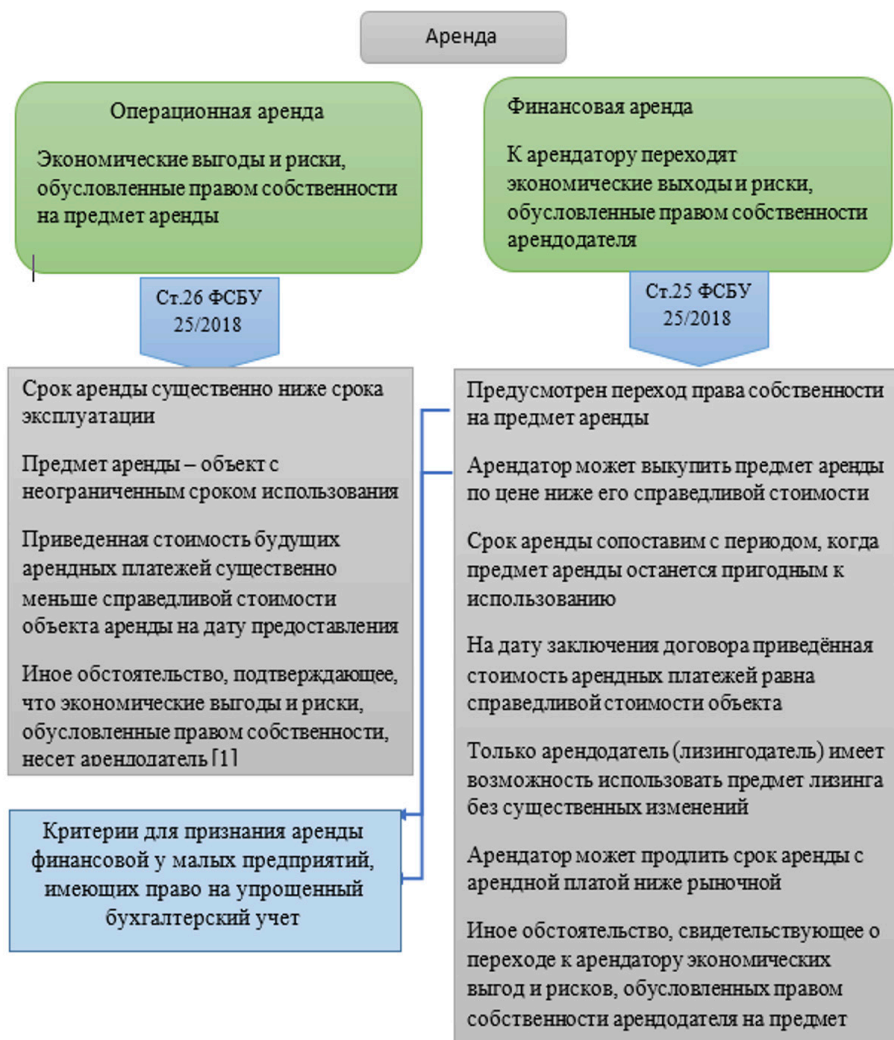 Аренда
Операционная аренда
Экономические выгоды и риски,
обусловленные правом собственности
на предмет аренды
Финансовая аренда
К арендатору переходят
экономические выходы и риски,
обусловленные правом собственности
арендодателя
Ст.26 ФСБУ
25/2018
Ст.25 ФСБУ
25/2018
Срок аренды существенно ниже срока
эксплуатации
Предмет аренды – объект с
неограниченным сроком использования
Приведенная стоимость будущих
арендных платежей существенно
меньше справедливой стоимости
объекта аренды на дату предоставления
Иное обстоятельство, подтверждающее,
что экономические выгоды и риски,
обусловленные правом собственности,
несет арендодатель [1]
Критерии для признания аренды
финансовой у малых предприятий,
имеющих право на упрощенный
бухгалтерский учет
Предусмотрен переход права собственности
на предмет аренды
Арендатор может выкупить предмет аренды
по цене ниже его справедливой стоимости
Срок аренды сопоставим с периодом, когда
предмет аренды останется пригодным к
использованию
На дату заключения договора приведённая
стоимость арендных платежей равна
справедливой стоимости объекта
Только арендодатель (лизингодатель) имеет
возможность использовать предмет лизинга
без существенных изменений
Арендатор может продлить срок аренды с
арендной платой ниже рыночной
Иное обстоятельство, свидетельствующее о
переходе к арендатору экономических
выгод и рисков, обусловленных правом
собственности арендодателя на предмет